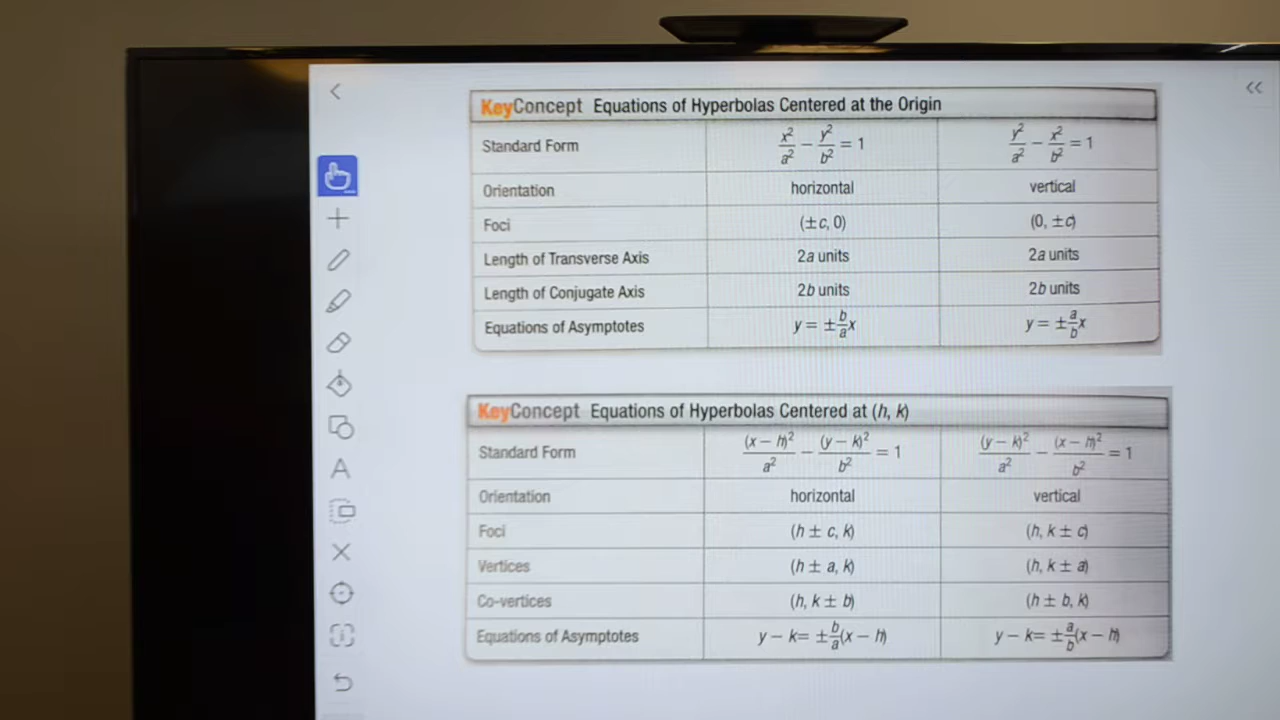 KeyConcept Equations of Hyperbolas Centered at the Origin
Standard Form x²/a² − y²/b² = 1 y²/a² − x²/b² = 1
Orientation horizontal vertical
Foci (±c, 0) (0, ±c)
Length of Transverse Axis 2a units 2a units
Length of Conjugate Axis 2b units 2b units
Equations of Asymptotes y = ±b/a x y = ±a/b x
KeyConcept Equations of Hyperbolas Centered at (h, k)
Standard Form (x − h)²/a² − (y − k)²/b² = 1 (y − k)²/a² − (x − h)²/b² = 1
Orientation horizontal vertical
Foci (h ± c, k) (h, k ± c)
Vertices (h ± a, k) (h, k ± a)
Co-vertices (h, k ± b) (h ± b, k)
Equations of Asymptotes y − k = ±b/a(x − h) y − k = ±a/b(x − h)